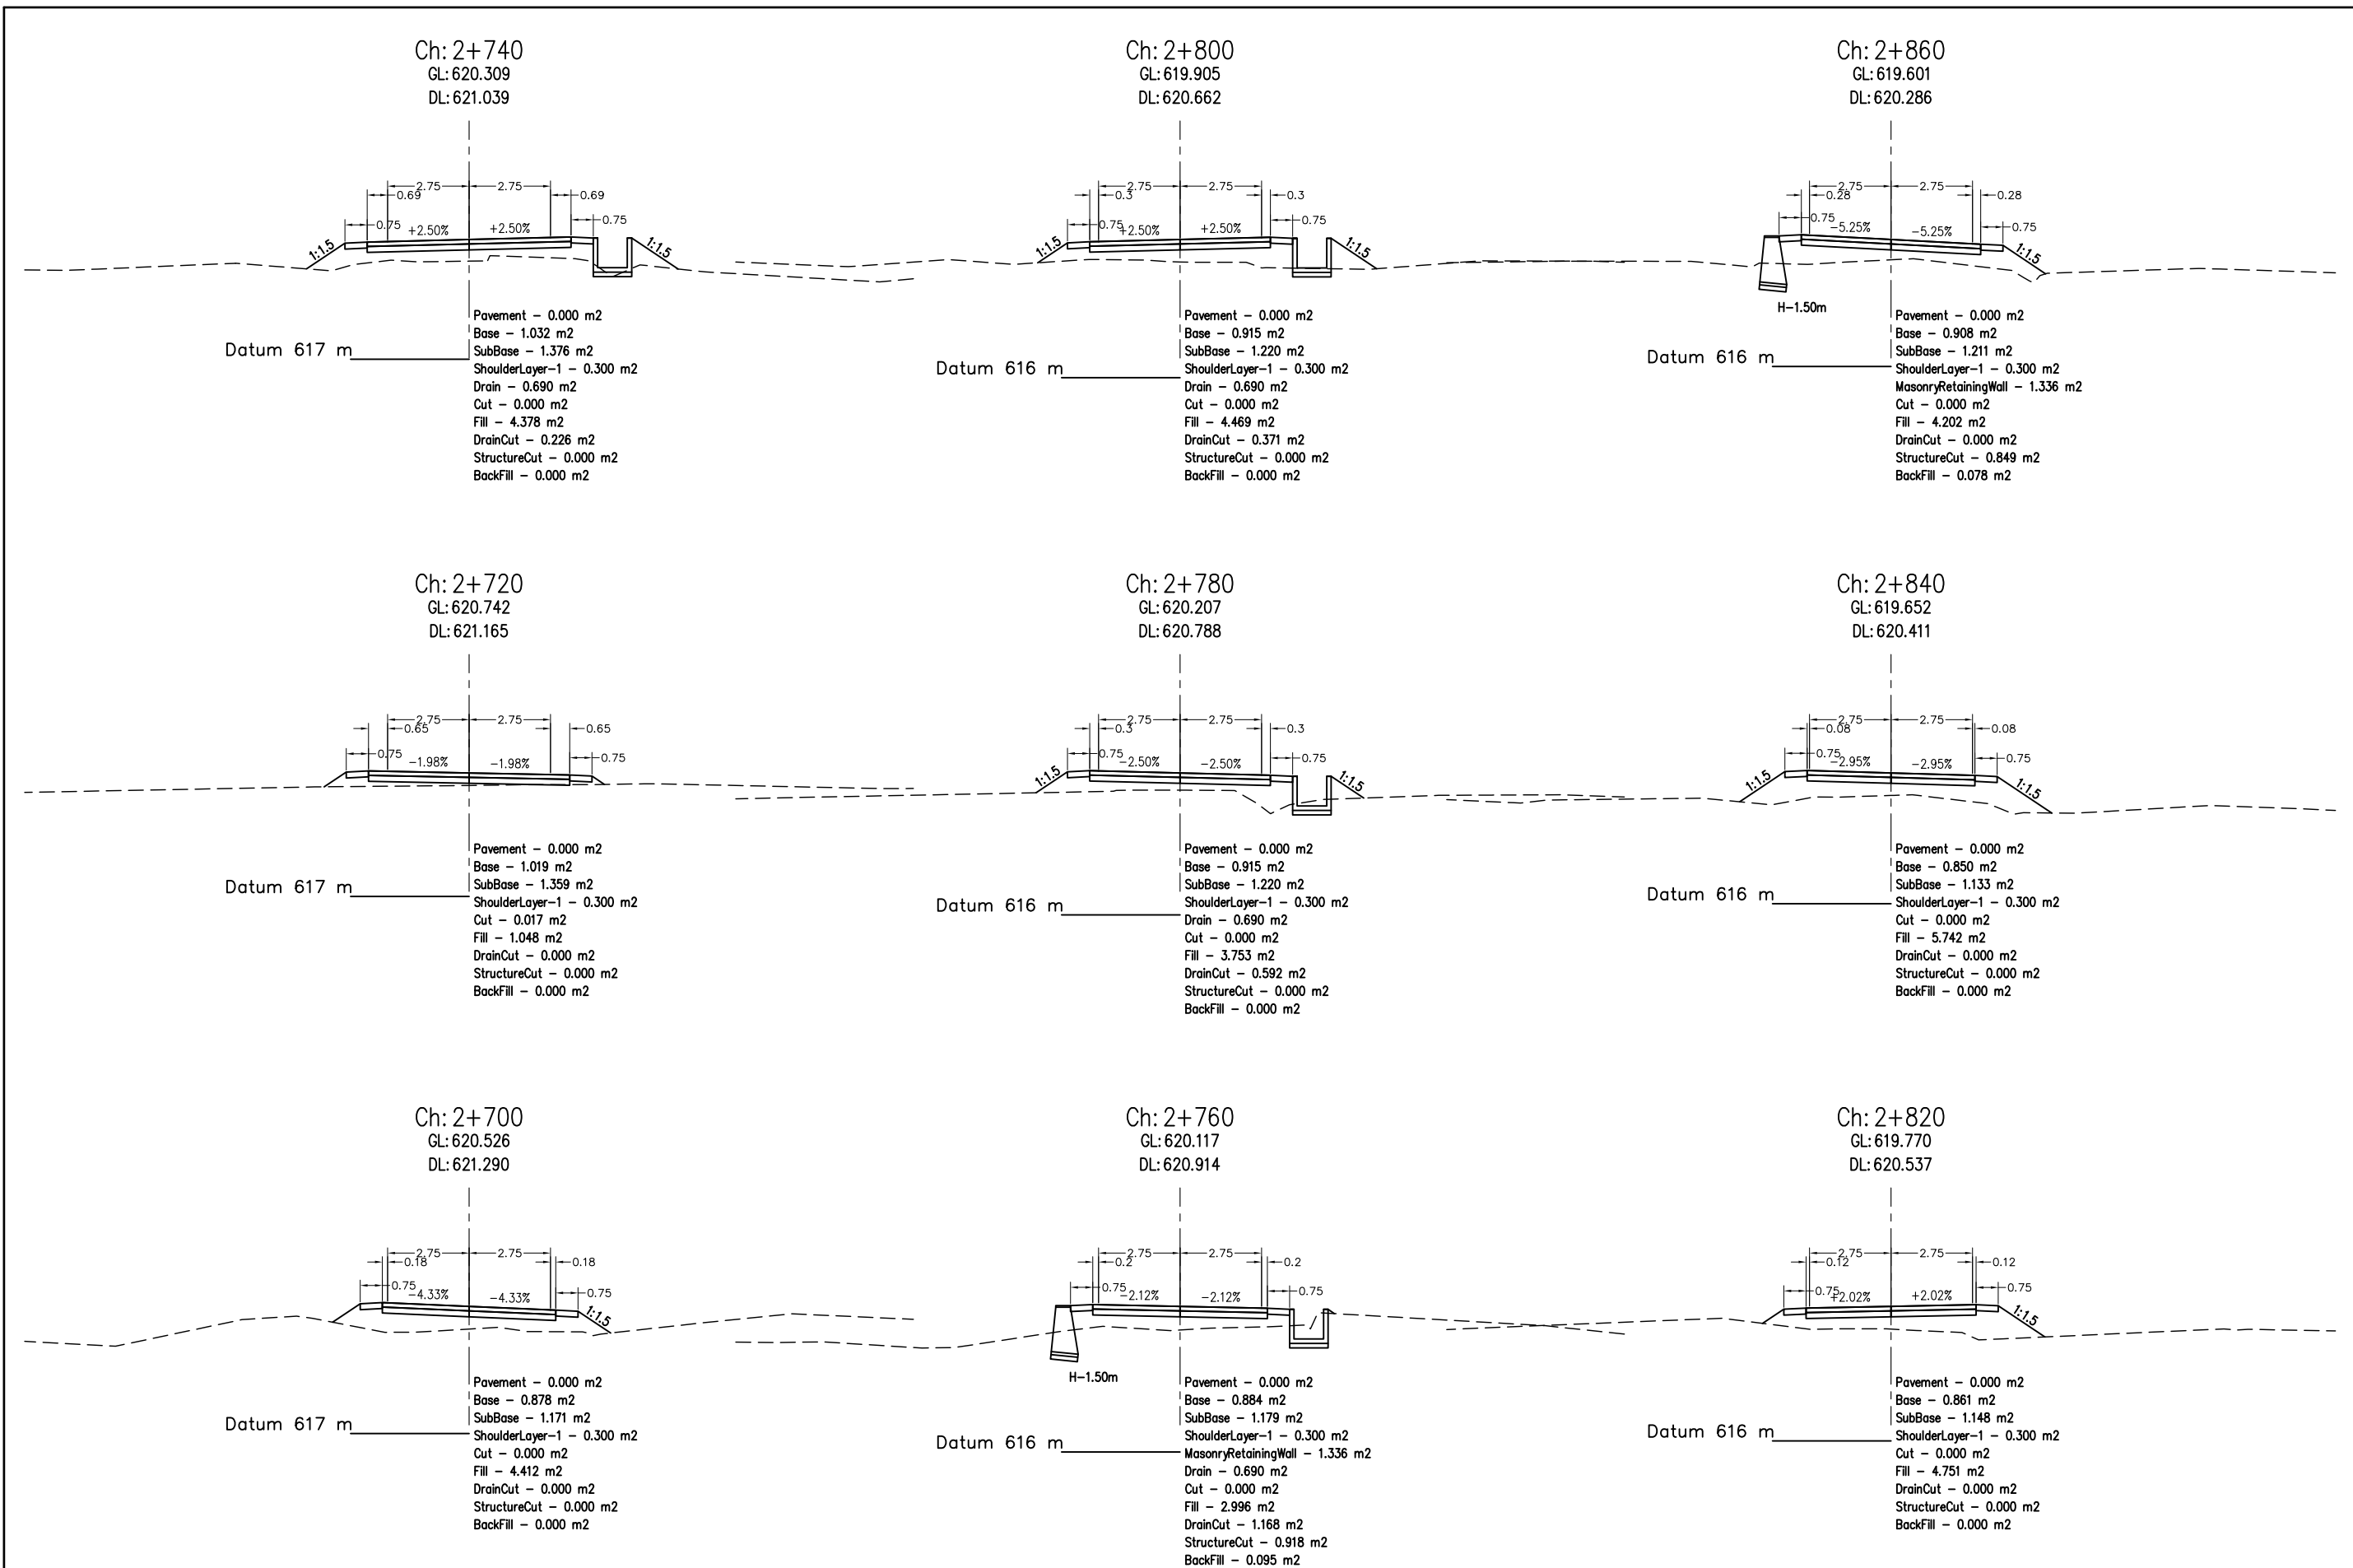 Ch: 2+740
GL: 620.309
DL: 621.039
2.75 2.75
0.69 0.69
0.75 0.75
+2.50% +2.50%
1:1.5 1:1.5
Datum 617 m
Pavement - 0.000 m2
Base - 1.032 m2
SubBase - 1.376 m2
ShoulderLayer-1 - 0.300 m2
Drain - 0.690 m2
Cut - 0.000 m2
Fill - 4.378 m2
DrainCut - 0.226 m2
StructureCut - 0.000 m2
BackFill - 0.000 m2
Ch: 2+800
GL: 619.905
DL: 620.662
2.75 2.75
0.3 0.3
0.75 0.75
+2.50% +2.50%
1:1.5 1:1.5
Datum 616 m
Pavement - 0.000 m2
Base - 0.915 m2
SubBase - 1.220 m2
ShoulderLayer-1 - 0.300 m2
Drain - 0.690 m2
Cut - 0.000 m2
Fill - 4.469 m2
DrainCut - 0.371 m2
StructureCut - 0.000 m2
BackFill - 0.000 m2
Ch: 2+860
GL: 619.601
DL: 620.286
2.75 2.75
0.28 0.28
0.75 0.75
-5.25% -5.25%
1:1.5
H-1.50m
Datum 616 m
Pavement - 0.000 m2
Base - 0.908 m2
SubBase - 1.211 m2
ShoulderLayer-1 - 0.300 m2
MasonryRetainingWall - 1.336 m2
Cut - 0.000 m2
Fill - 4.202 m2
DrainCut - 0.000 m2
StructureCut - 0.849 m2
BackFill - 0.078 m2
Ch: 2+720
GL: 620.742
DL: 621.165
2.75 2.75
0.65 0.65
0.75 0.75
-1.98% -1.98%
Datum 617 m
Pavement - 0.000 m2
Base - 1.019 m2
SubBase - 1.359 m2
ShoulderLayer-1 - 0.300 m2
Cut - 0.017 m2
Fill - 1.048 m2
DrainCut - 0.000 m2
StructureCut - 0.000 m2
BackFill - 0.000 m2
Ch: 2+780
GL: 620.207
DL: 620.788
2.75 2.75
0.3 0.3
0.75 0.75
-2.50% -2.50%
1:1.5 1:1.5
Datum 616 m
Pavement - 0.000 m2
Base - 0.915 m2
SubBase - 1.220 m2
ShoulderLayer-1 - 0.300 m2
Drain - 0.690 m2
Cut - 0.000 m2
Fill - 3.753 m2
DrainCut - 0.592 m2
StructureCut - 0.000 m2
BackFill - 0.000 m2
Ch: 2+840
GL: 619.652
DL: 620.411
2.75 2.75
0.08 0.08
0.75 0.75
-2.95% -2.95%
1:1.5 1:1.5
Datum 616 m
Pavement - 0.000 m2
Base - 0.850 m2
SubBase - 1.133 m2
ShoulderLayer-1 - 0.300 m2
Cut - 0.000 m2
Fill - 5.742 m2
DrainCut - 0.000 m2
StructureCut - 0.000 m2
BackFill - 0.000 m2
Ch: 2+700
GL: 620.526
DL: 621.290
2.75 2.75
0.18 0.18
0.75 0.75
-4.33% -4.33%
1:1.5
Datum 617 m
Pavement - 0.000 m2
Base - 0.878 m2
SubBase - 1.171 m2
ShoulderLayer-1 - 0.300 m2
Cut - 0.000 m2
Fill - 4.412 m2
DrainCut - 0.000 m2
StructureCut - 0.000 m2
BackFill - 0.000 m2
Ch: 2+760
GL: 620.117
DL: 620.914
2.75 2.75
0.2 0.2
0.75 0.75
-2.12% -2.12%
H-1.50m
Datum 616 m
Pavement - 0.000 m2
Base - 0.884 m2
SubBase - 1.179 m2
ShoulderLayer-1 - 0.300 m2
MasonryRetainingWall - 1.336 m2
Drain - 0.690 m2
Cut - 0.000 m2
Fill - 2.996 m2
DrainCut - 1.168 m2
StructureCut - 0.918 m2
BackFill - 0.095 m2
Ch: 2+820
GL: 619.770
DL: 620.537
2.75 2.75
0.12 0.12
0.75 0.75
+2.02% +2.02%
1:1.5
Datum 616 m
Pavement - 0.000 m2
Base - 0.861 m2
SubBase - 1.148 m2
ShoulderLayer-1 - 0.300 m2
Cut - 0.000 m2
Fill - 4.751 m2
DrainCut - 0.000 m2
StructureCut - 0.000 m2
BackFill - 0.000 m2